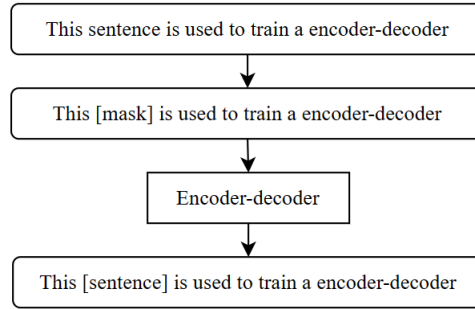 This sentence is used to train a encoder-decoder
This [mask] is used to train a encoder-decoder
Encoder-decoder
This [sentence] is used to train a encoder-decoder